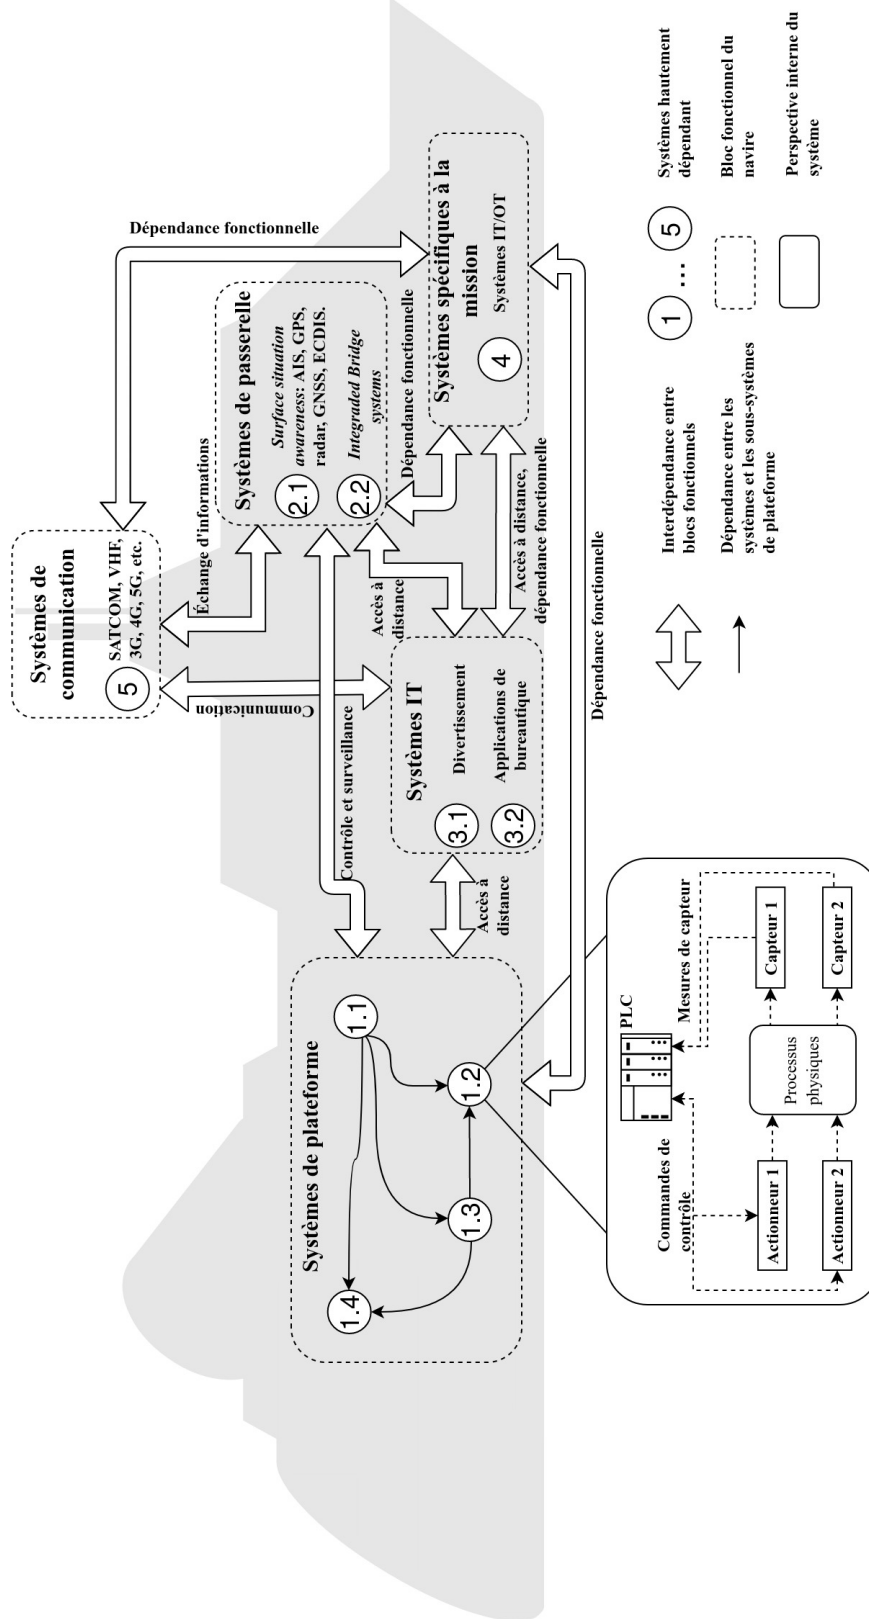 Systèmes de
communication
5
SATCOM, VHF,
3G, 4G, 5G, etc.
Dépendance fonctionnelle
Échange d'informations
Communication
Systèmes de passerelle
2.1
Surface situation
awareness: AIS, GPS,
radar, GNSS, ECDIS.
2.2
Integraded Bridge
systems
Contrôle et surveillance
Accès à
distance
Dépendance fonctionnelle
Systèmes spécifiques à la
mission
4
Systèmes IT/OT
Systèmes IT
3.1
Divertissement
3.2
Applications de
bureautique
Accès à distance,
dépendance fonctionnelle
Accès à
distance
Systèmes de plateforme
1.1
1.2
1.3
1.4
Dépendance fonctionnelle
PLC
Commandes de
contrôle
Mesures de capteur
Actionneur 1
Actionneur 2
Processus
physiques
Capteur 1
Capteur 2
Interdépendance entre
blocs fonctionnels
Dépendance entre les
systèmes et les sous-systèmes
de plateforme
1 ... 5
Systèmes hautement
dépendant
Bloc fonctionnel du
navire
Perspective interne du
système